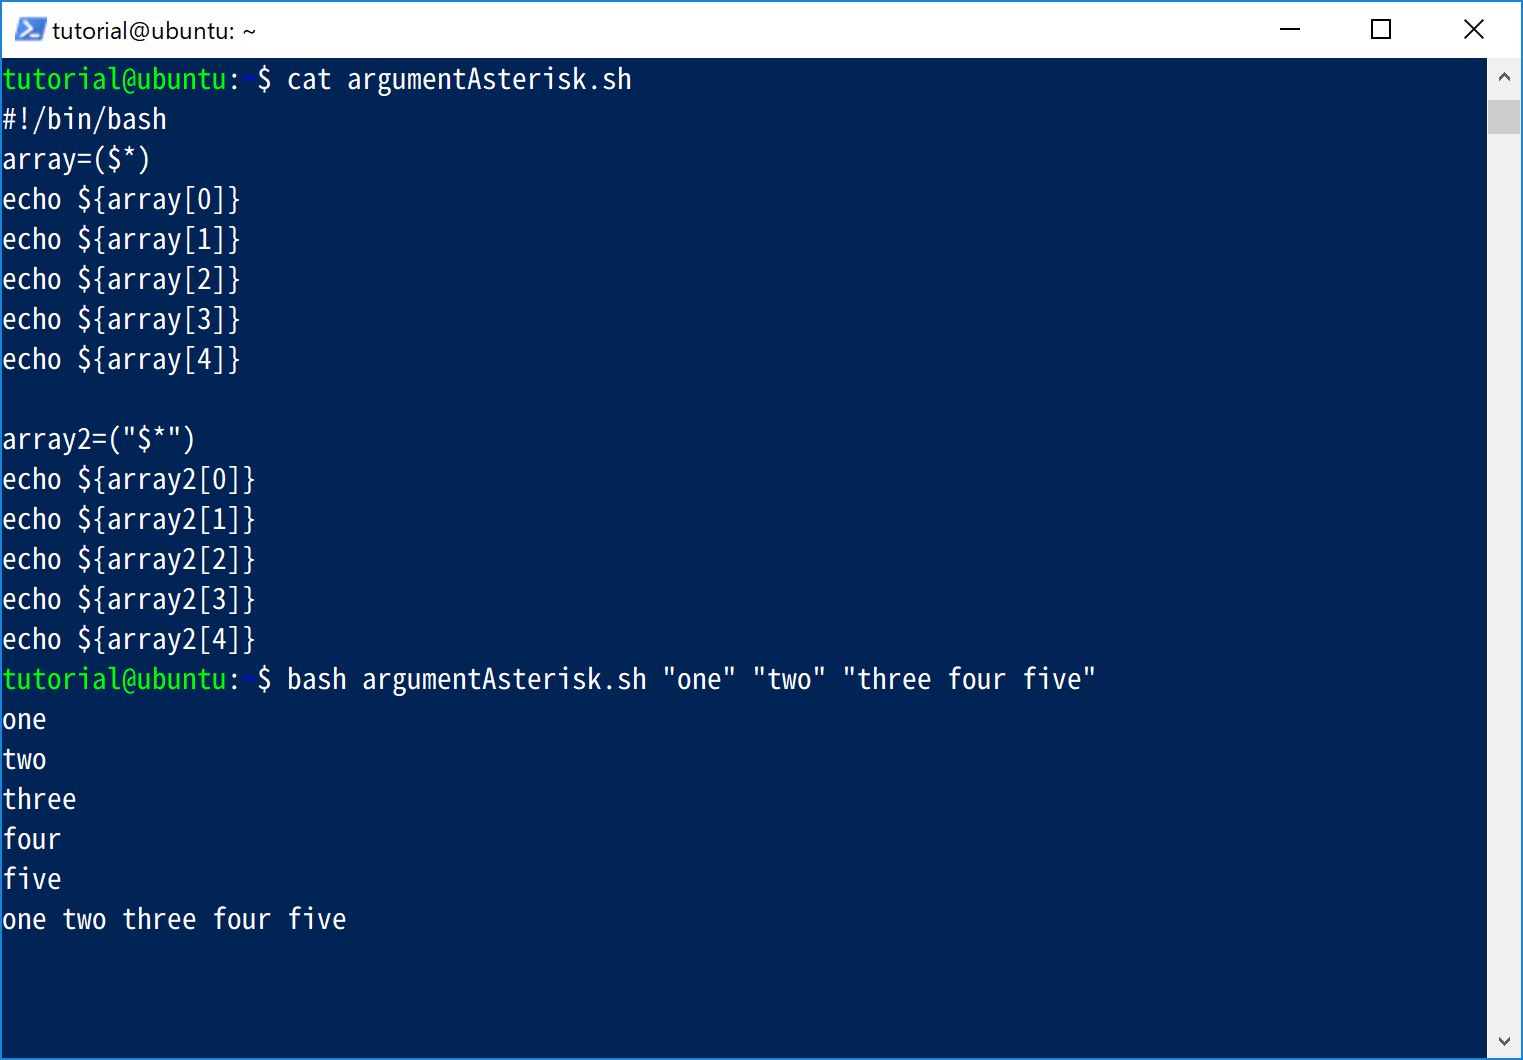 tutorial@ubuntu: ~
tutorial@ubuntu:~$ cat argumentAsterisk.sh
#!/bin/bash
array=($*)
echo ${array[0]}
echo ${array[1]}
echo ${array[2]}
echo ${array[3]}
echo ${array[4]}
array2=("$*")
echo ${array2[0]}
echo ${array2[1]}
echo ${array2[2]}
echo ${array2[3]}
echo ${array2[4]}
tutorial@ubuntu:~$ bash argumentAsterisk.sh "one" "two" "three four five"
one
two
three
four
five
one two three four five